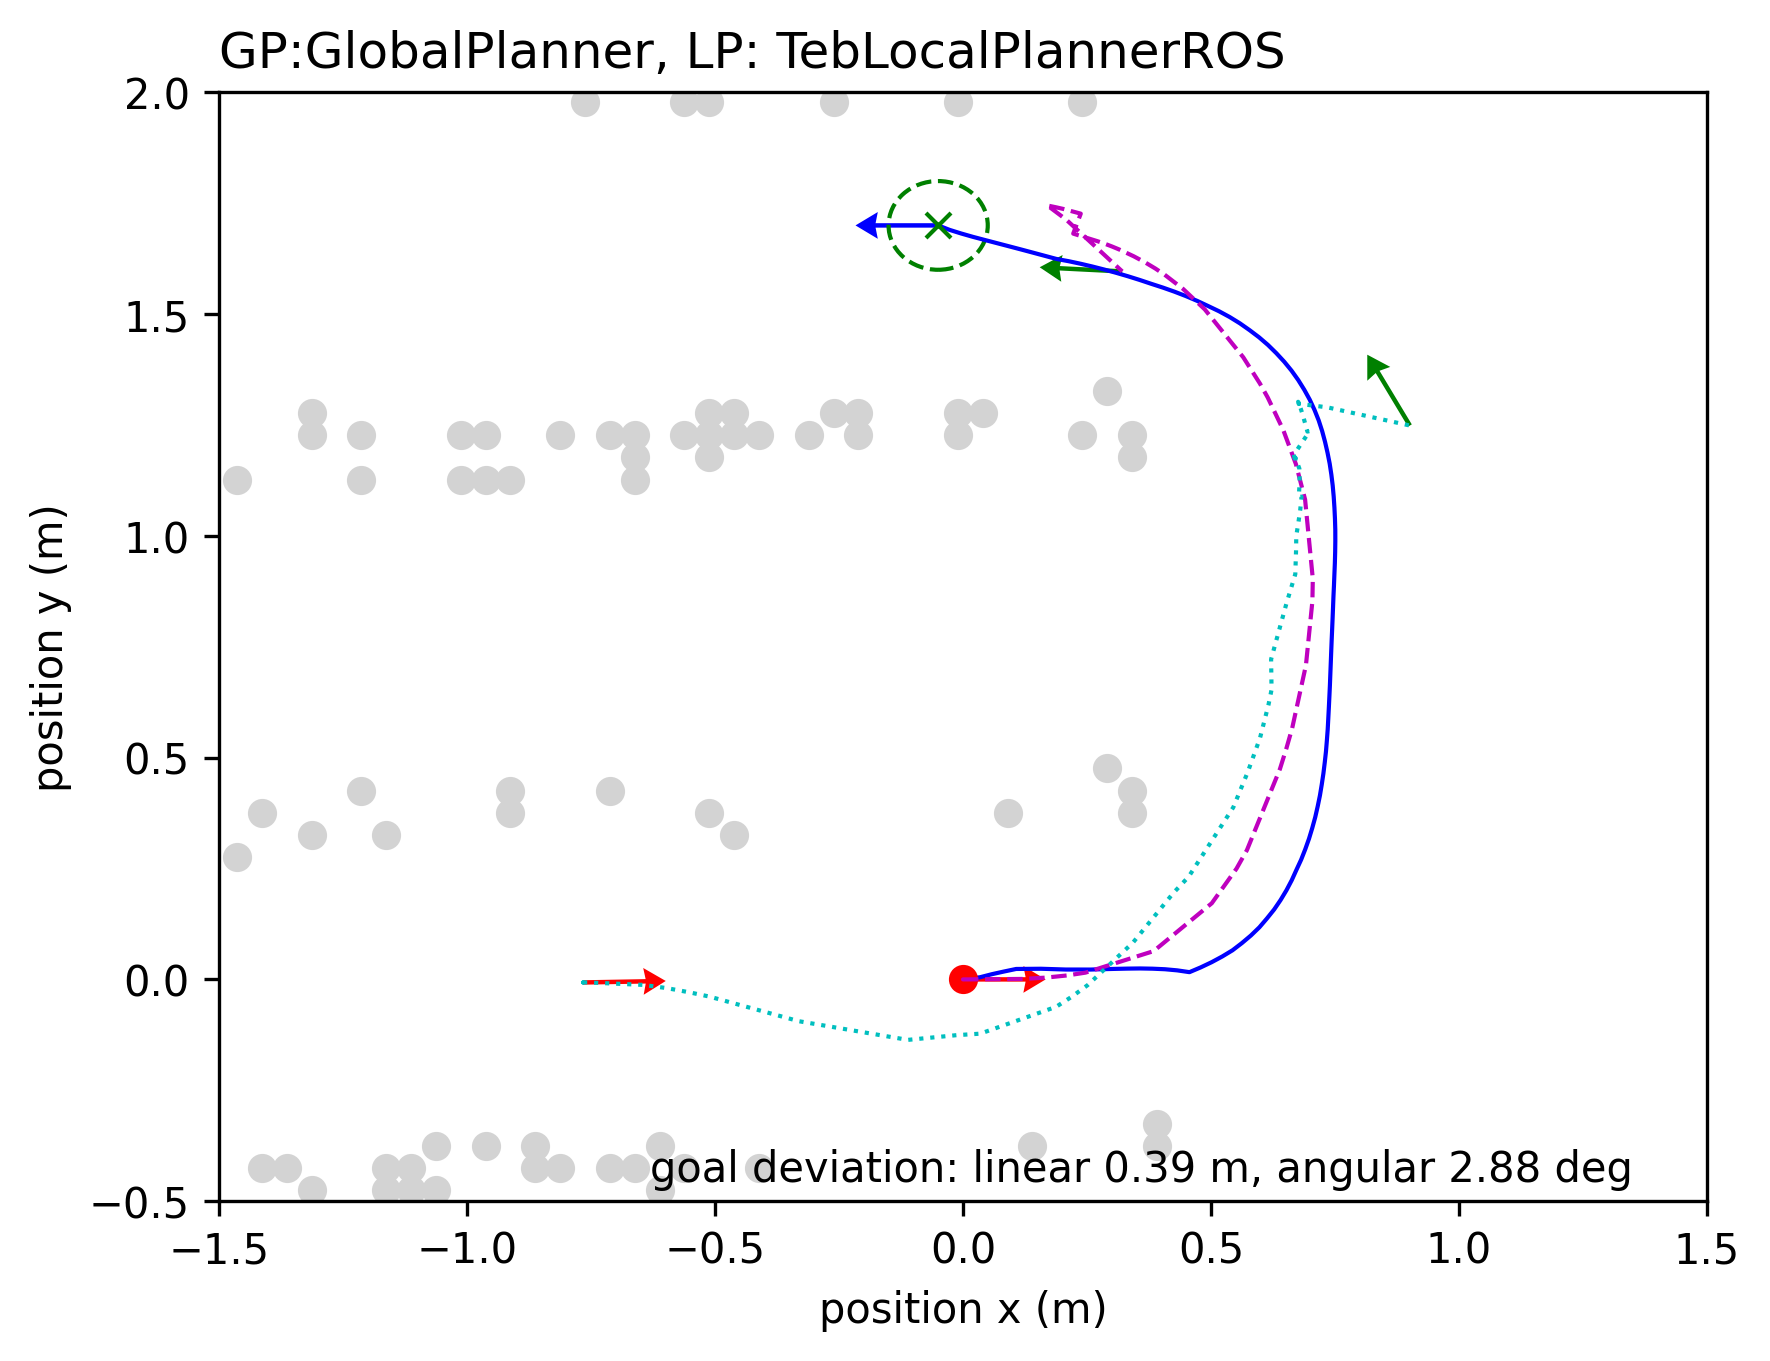 GP:GlobalPlanner, LP: TebLocalPlannerROS
2.0
1.5
1.0
0.5
0.0
−0.5
position y (m)
goal deviation: linear 0.39 m, angular 2.88 deg
−1.5 −1.0 −0.5 0.0 0.5 1.0 1.5
position x (m)